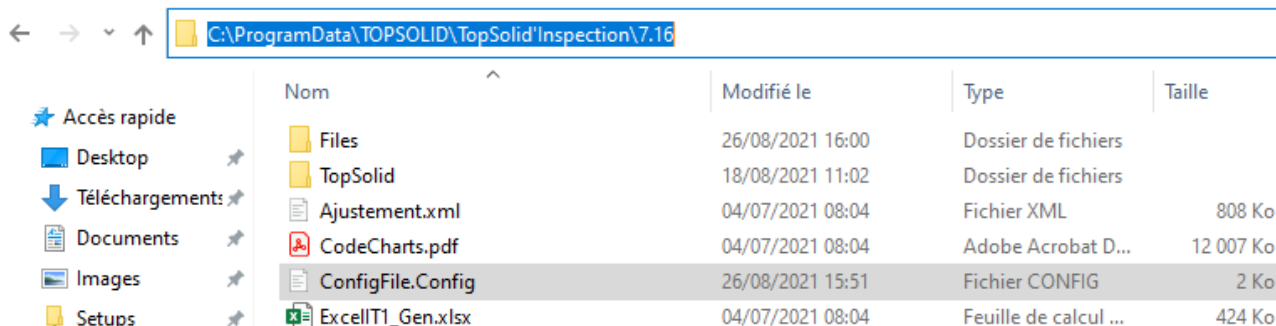 C:\ProgramData\TOPSOLID\TopSolid'Inspection\7.16
Nom Modifié le Type Taille
Accès rapide
Desktop
Téléchargements
Documents
Images
Setups
Files 26/08/2021 16:00 Dossier de fichiers
TopSolid 18/08/2021 11:02 Dossier de fichiers
Ajustement.xml 04/07/2021 08:04 Fichier XML 808 Ko
CodeCharts.pdf 04/07/2021 08:04 Adobe Acrobat D... 12 007 Ko
ConfigFile.Config 26/08/2021 15:51 Fichier CONFIG 2 Ko
ExcelIT1_Gen.xlsx 04/07/2021 08:04 Feuille de calcul ... 424 Ko